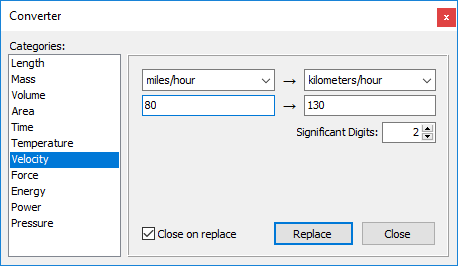 Converter
x
Categories:
Length
Mass
Volume
Area
Time
Temperature
Velocity
Force
Energy
Power
Pressure
miles/hour → kilometers/hour
80 → 130
Significant Digits: 2
Close on replace
Replace
Close